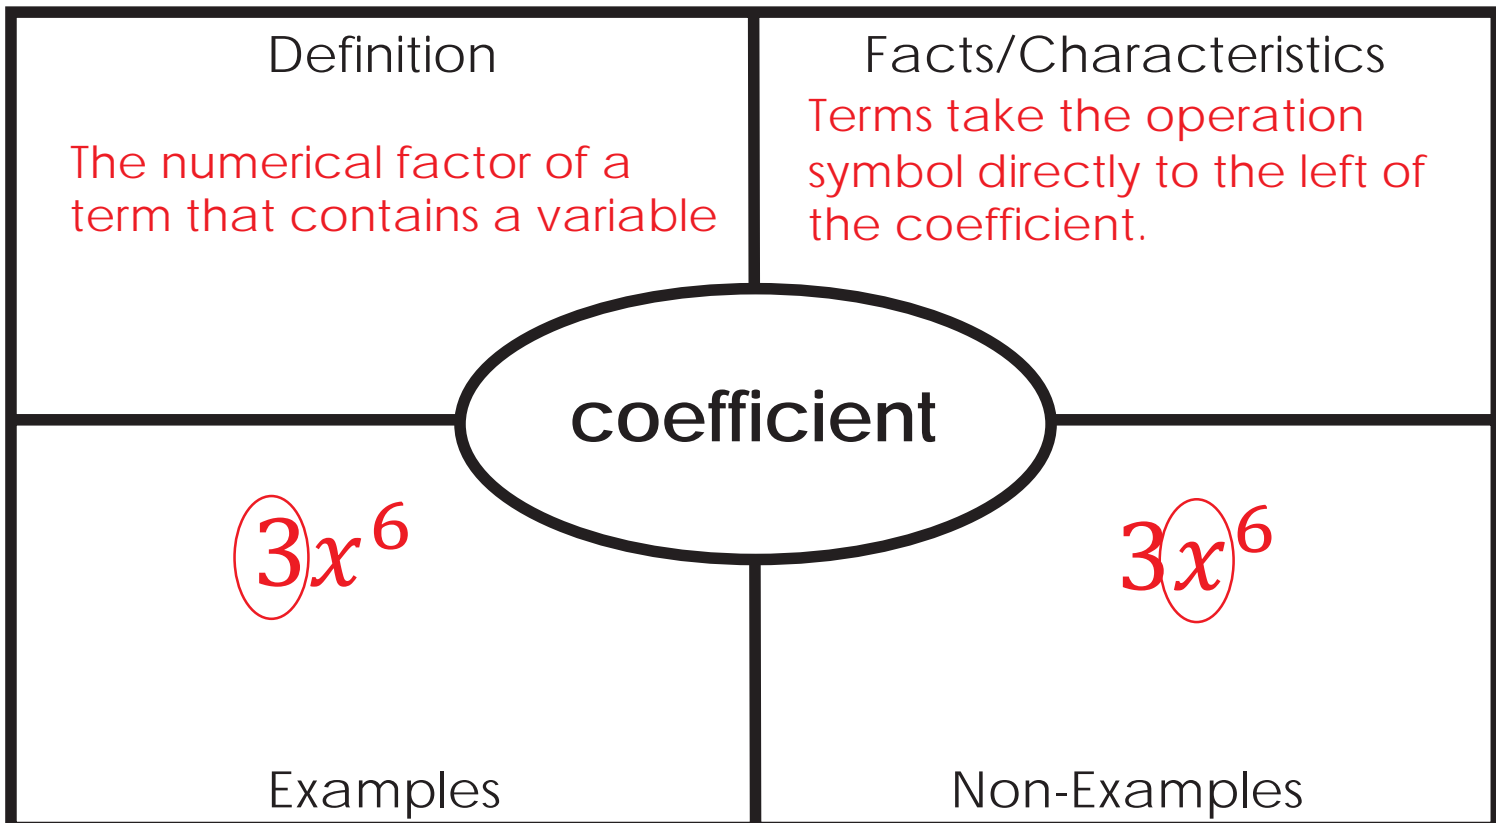 Definition
The numerical factor of a
term that contains a variable
Facts/Characteristics
Terms take the operation
symbol directly to the left of
the coefficient.
coefficient
3x⁶
Examples
3x⁶
Non-Examples